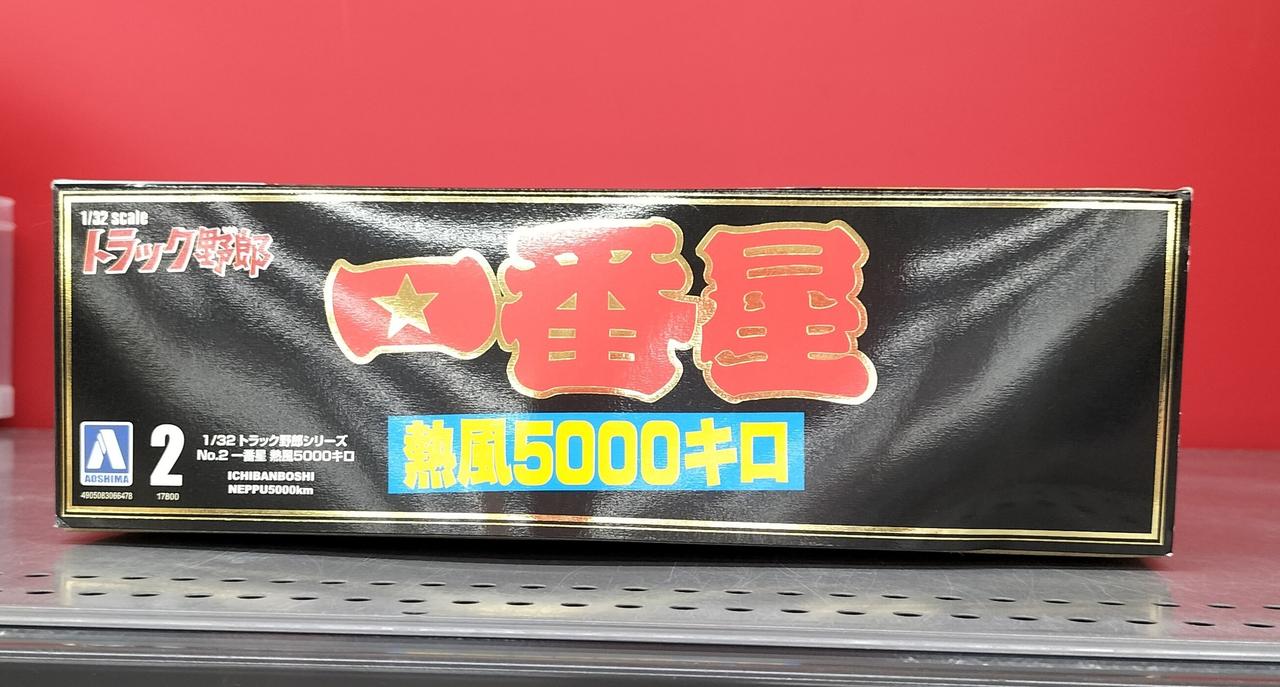 1/32 scale
トラック野郎
一番星
熱風5000キロ
AOSHIMA
4905083066478
2
17800
1/32 トラック野郎シリーズ
No.2 一番星 熱風5000キロ
ICHIBANBOSHI
NEPPU5000km